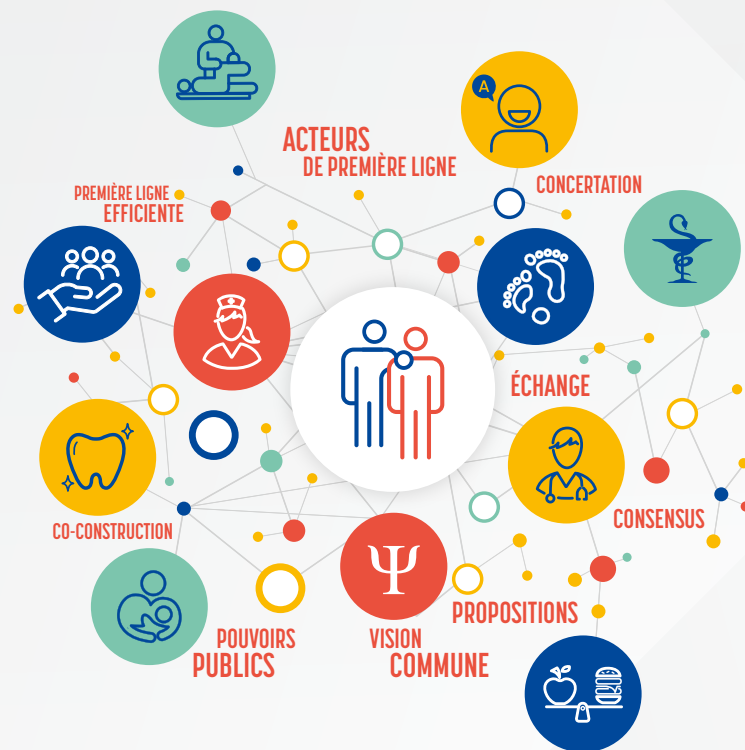 A
ACTEURS
DE PREMIÈRE LIGNE
CONCERTATION
PREMIÈRE LIGNE
EFFICIENTE
ÉCHANGE
CONSENSUS
CO-CONSTRUCTION
Ψ
PROPOSITIONS
POUVOIRS
PUBLICS
VISION
COMMUNE